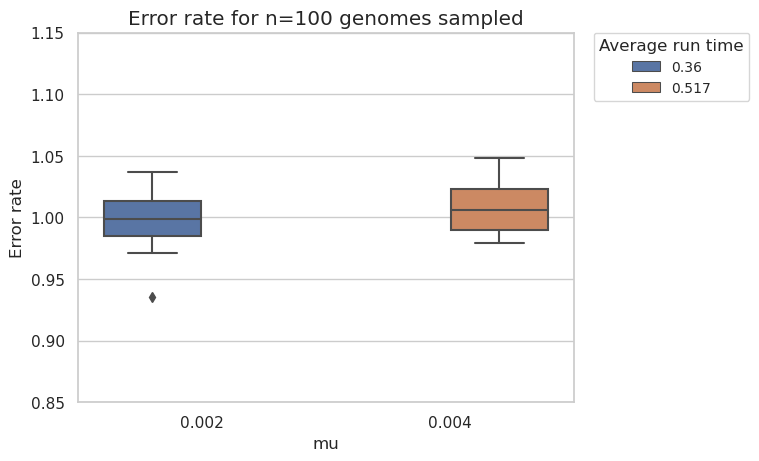 Error rate for n=100 genomes sampled
Average run time
0.36
0.517
Error rate
1.15
1.10
1.05
1.00
0.95
0.90
0.85
0.002
0.004
mu